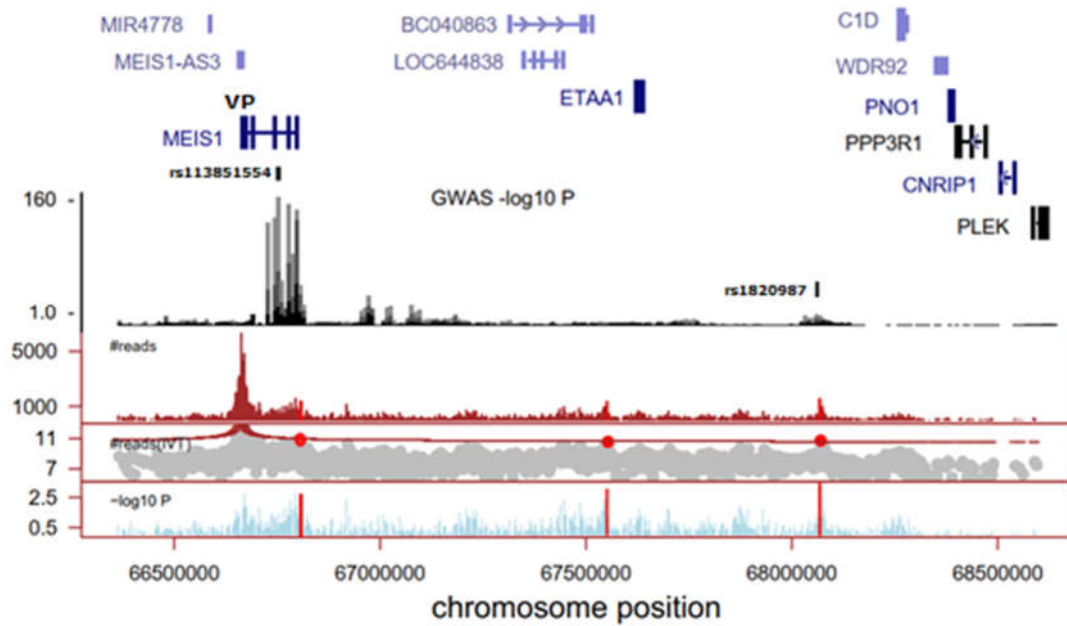 MIR4778 BC040863 C1D
MEIS1-AS3 LOC644838 WDR92
ETAA1
VP PNO1
MEIS1 PPP3R1
rs113851554
CNRIP1
160 GWAS -log10 P
PLEK
rs1820987
1.0
#reads
5000
1000
11 #reads(IVT)
7
2.5 −log10 P
0.5
66500000 67000000 67500000 68000000 68500000
chromosome position